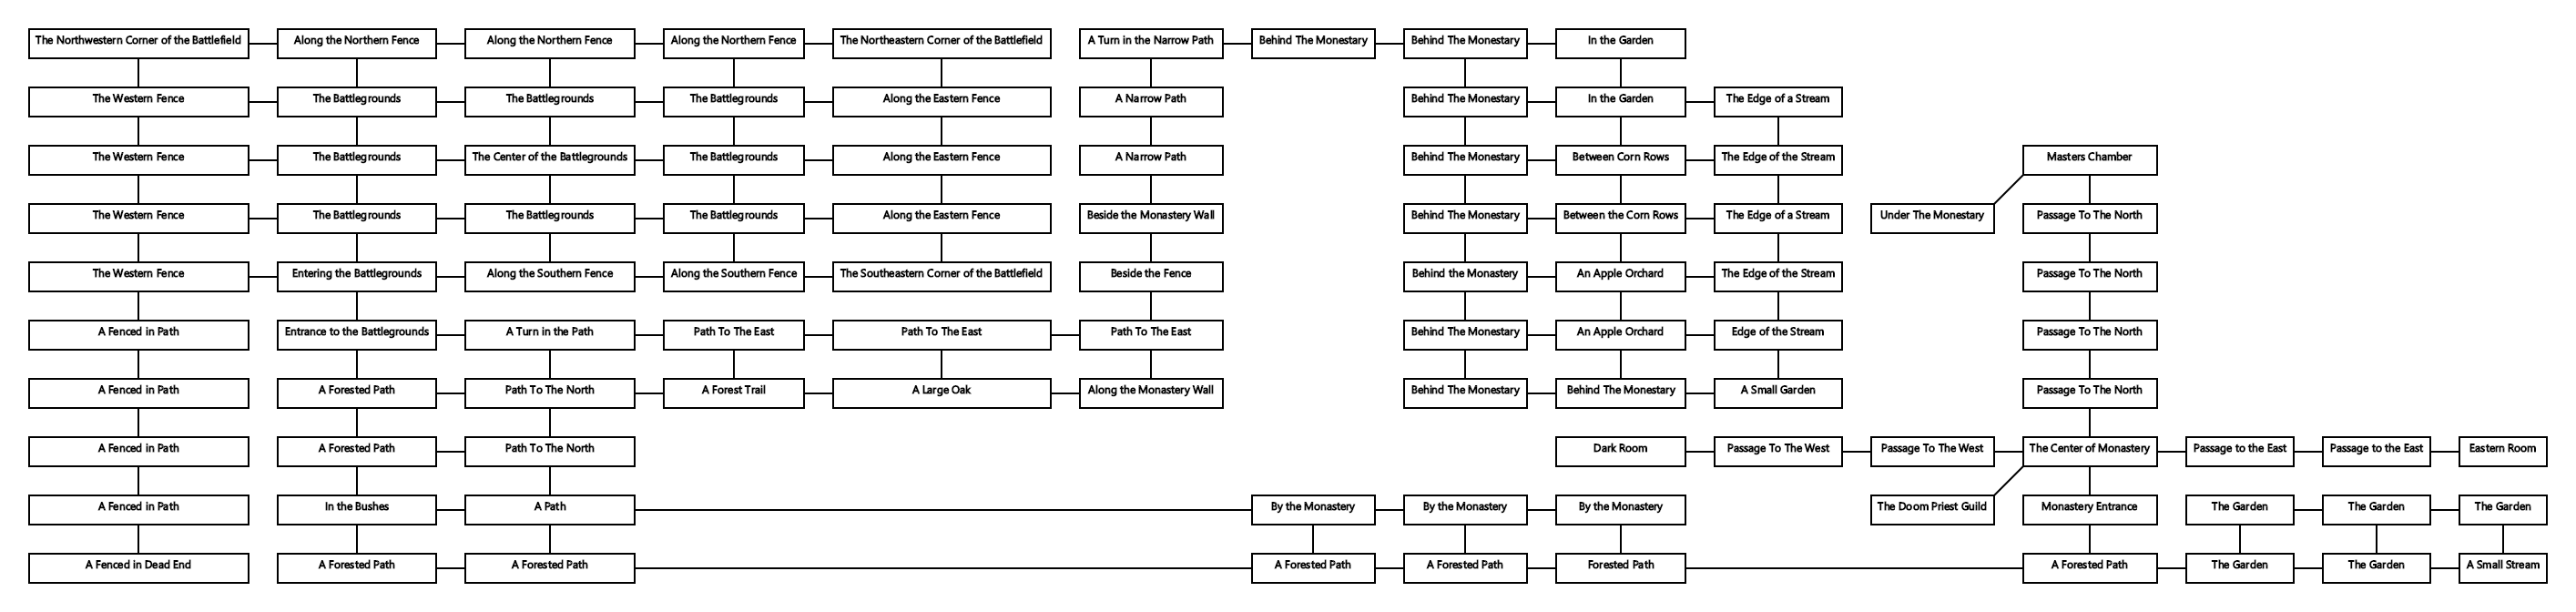 The Northwestern Corner of the Battlefield
Along the Northern Fence
Along the Northern Fence
Along the Northern Fence
The Northeastern Corner of the Battlefield
A Turn in the Narrow Path
Behind The Monestary
Behind The Monestary
In the Garden
The Western Fence
The Battlegrounds
The Battlegrounds
The Battlegrounds
Along the Eastern Fence
A Narrow Path
Behind The Monestary
In the Garden
The Edge of a Stream
The Western Fence
The Battlegrounds
The Center of the Battlegrounds
The Battlegrounds
Along the Eastern Fence
A Narrow Path
Behind The Monestary
Between Corn Rows
The Edge of the Stream
Masters Chamber
The Western Fence
The Battlegrounds
The Battlegrounds
The Battlegrounds
Along the Eastern Fence
Beside the Monastery Wall
Behind The Monestary
Between the Corn Rows
The Edge of a Stream
Under The Monestary
Passage To The North
The Western Fence
Entering the Battlegrounds
Along the Southern Fence
Along the Southern Fence
The Southeastern Corner of the Battlefield
Beside the Fence
Behind the Monastery
An Apple Orchard
The Edge of the Stream
Passage To The North
A Fenced in Path
Entrance to the Battlegrounds
A Turn in the Path
Path To The East
Path To The East
Path To The East
Behind The Monestary
An Apple Orchard
Edge of the Stream
Passage To The North
A Fenced in Path
A Forested Path
Path To The North
A Forest Trail
A Large Oak
Along the Monastery Wall
Behind The Monestary
Behind The Monestary
A Small Garden
Passage To The North
A Fenced in Path
A Forested Path
Path To The North
Dark Room
Passage To The West
Passage To The West
The Center of Monastery
Passage to the East
Passage to the East
Eastern Room
A Fenced in Path
In the Bushes
A Path
By the Monastery
By the Monastery
By the Monastery
The Doom Priest Guild
Monastery Entrance
The Garden
The Garden
The Garden
A Fenced in Dead End
A Forested Path
A Forested Path
A Forested Path
A Forested Path
Forested Path
A Forested Path
The Garden
The Garden
A Small Stream